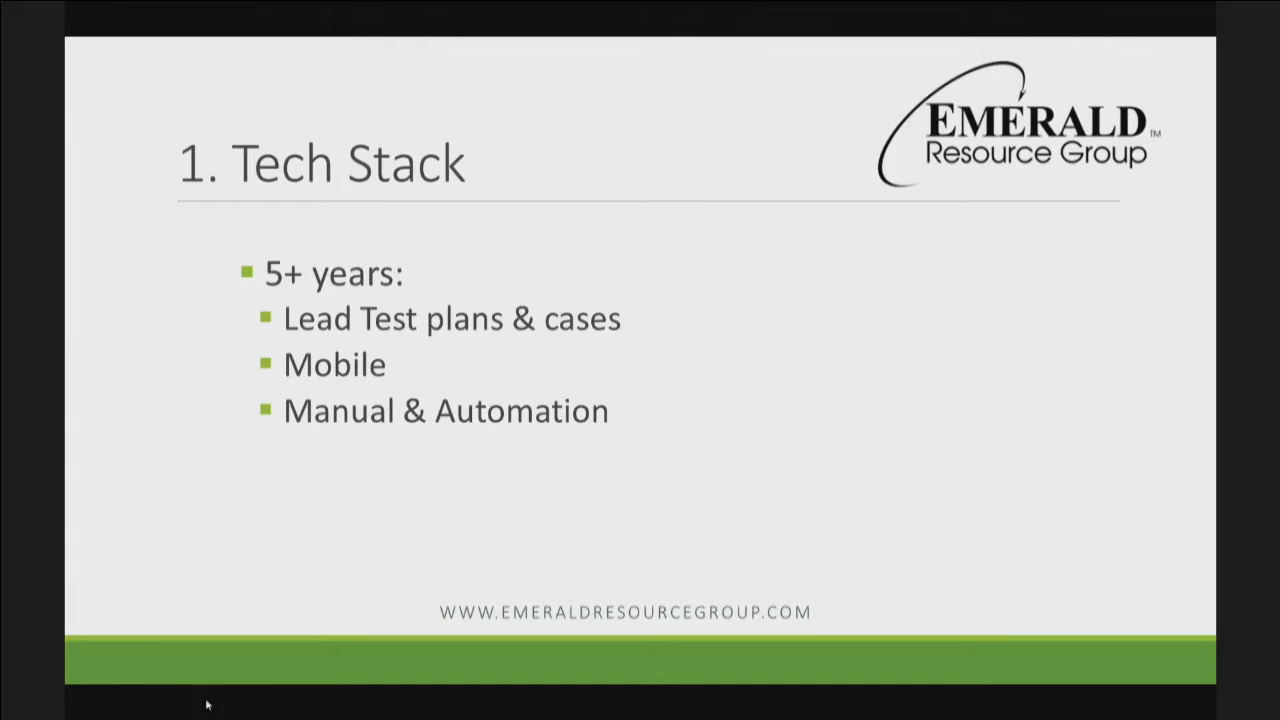 EMERALD TM
Resource Group
1. Tech Stack
5+ years:
Lead Test plans & cases
Mobile
Manual & Automation
WWW.EMERALDRESOURCEGROUP.COM